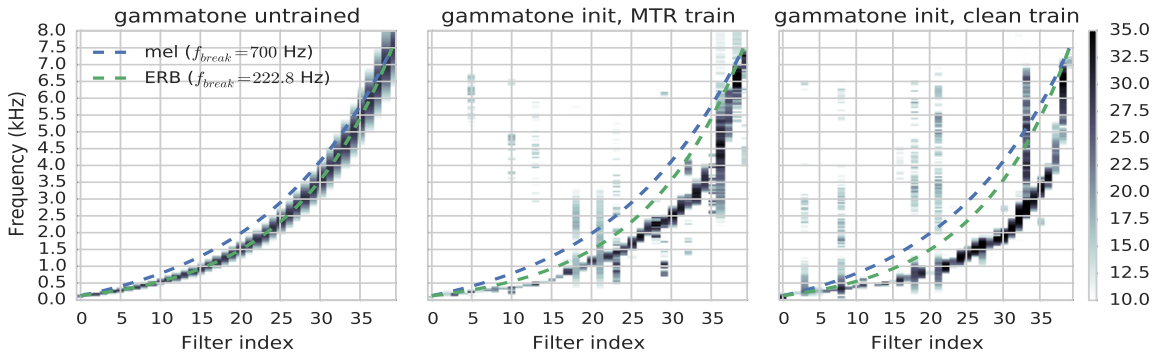 gammatone untrained
gammatone init, MTR train
gammatone init, clean train
mel (f_break=700 Hz)
ERB (f_break=222.8 Hz)
Frequency (kHz)
8.0
7.5
7.0
6.5
6.0
5.5
5.0
4.5
4.0
3.5
3.0
2.5
2.0
1.5
1.0
0.5
0.0
0 5 10 15 20 25 30 35
0 5 10 15 20 25 30 35
0 5 10 15 20 25 30 35
Filter index
Filter index
Filter index
35.0
32.5
30.0
27.5
25.0
22.5
20.0
17.5
15.0
12.5
10.0